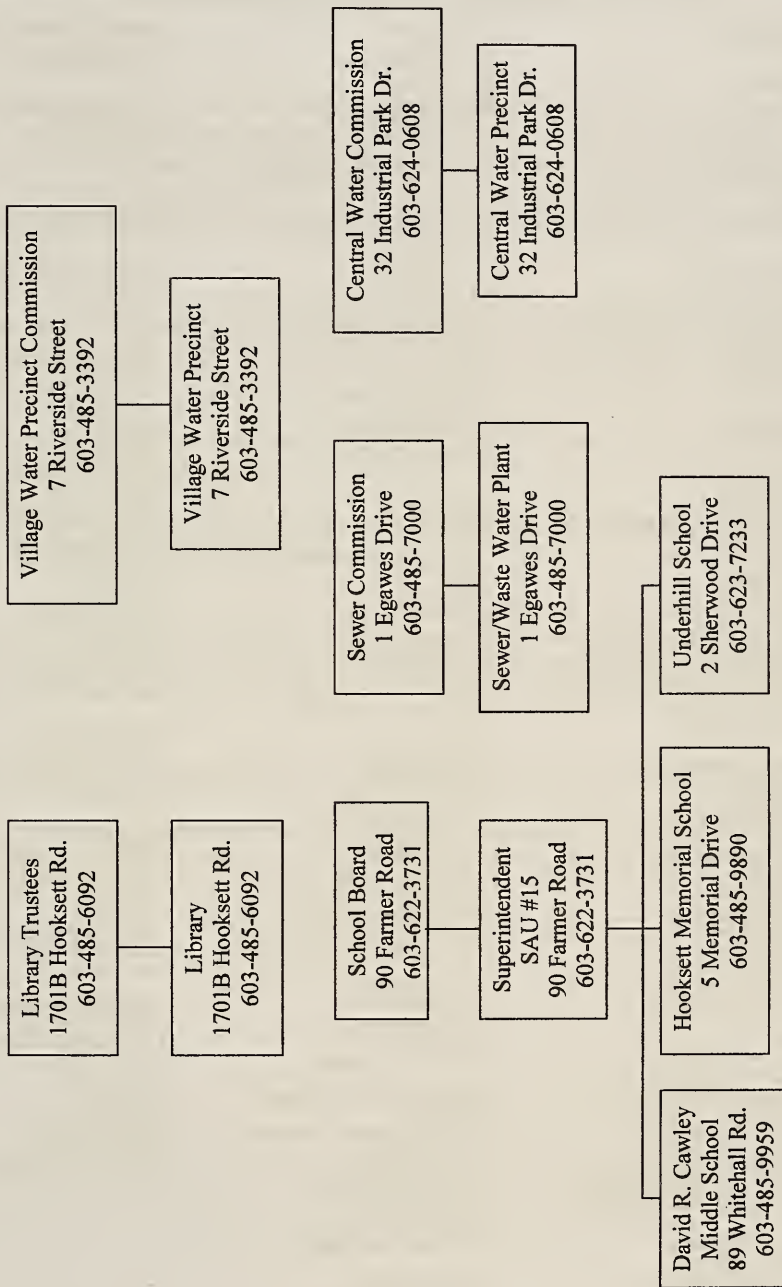 Library Trustees
1701B Hooksett Rd.
603-485-6092
Village Water Precinct Commission
7 Riverside Street
603-485-3392
Library
1701B Hooksett Rd.
603-485-6092
Village Water Precinct
7 Riverside Street
603-485-3392
School Board
90 Farmer Road
603-622-3731
Sewer Commission
1 Egawes Drive
603-485-7000
Central Water Commission
32 Industrial Park Dr.
603-624-0608
Superintendent
SAU #15
90 Farmer Road
603-622-3731
Sewer/Waste Water Plant
1 Egawes Drive
603-485-7000
Central Water Precinct
32 Industrial Park Dr.
603-624-0608
David R. Cawley
Middle School
89 Whitehall Rd.
603-485-9959
Hooksett Memorial School
5 Memorial Drive
603-485-9890
Underhill School
2 Sherwood Drive
603-623-7233